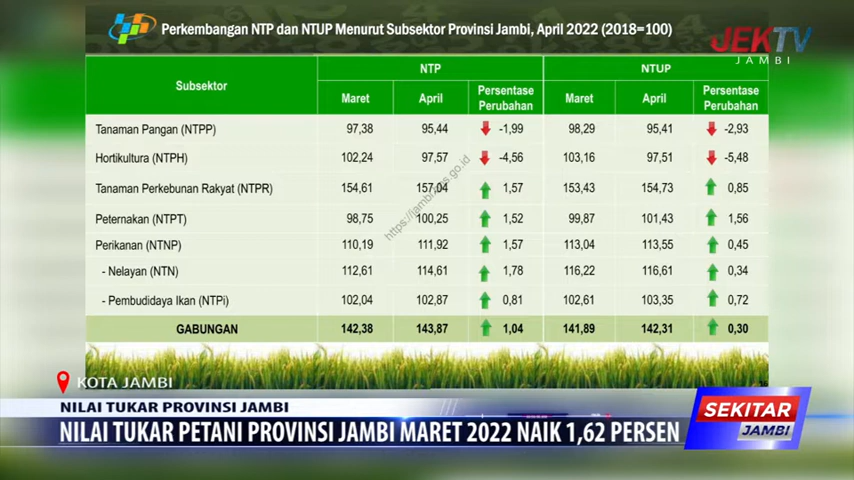 Perkembangan NTP dan NTUP Menurut Subsektor Provinsi Jambi, April 2022 (2018=100)
JEKTV
JAMBI
Subsektor NTP NTUP
Maret April Persentase Perubahan Maret April Persentase Perubahan
Tanaman Pangan (NTPP) 97,38 95,44 -1,99 98,29 95,41 -2,93
Hortikultura (NTPH) 102,24 97,57 -4,56 103,16 97,51 -5,48
Tanaman Perkebunan Rakyat (NTPR) 154,61 157,04 1,57 153,43 154,73 0,85
Peternakan (NTPT) 98,75 100,25 1,52 99,87 101,43 1,56
Perikanan (NTNP) 110,19 111,92 1,57 113,04 113,55 0,45
- Nelayan (NTN) 112,61 114,61 1,78 116,22 116,61 0,34
- Pembudidaya Ikan (NTPi) 102,04 102,87 0,81 102,61 103,35 0,72
GABUNGAN 142,38 143,87 1,04 141,89 142,31 0,30
KOTA JAMBI
NILAI TUKAR PROVINSI JAMBI
NILAI TUKAR PETANI PROVINSI JAMBI MARET 2022 NAIK 1,62 PERSEN
SEKITAR
JAMBI